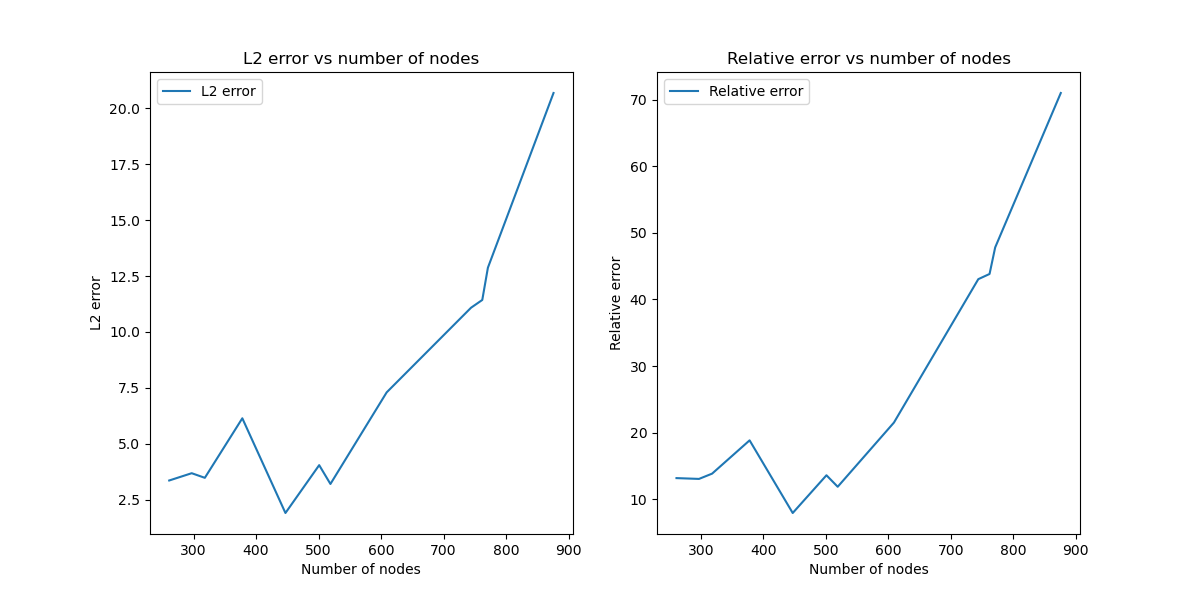 L2 error vs number of nodes
L2 error
20.0
17.5
15.0
12.5
10.0
7.5
5.0
2.5
L2 error
300 400 500 600 700 800 900
Number of nodes
Relative error vs number of nodes
Relative error
70
60
50
40
30
20
10
Relative error
300 400 500 600 700 800 900
Number of nodes